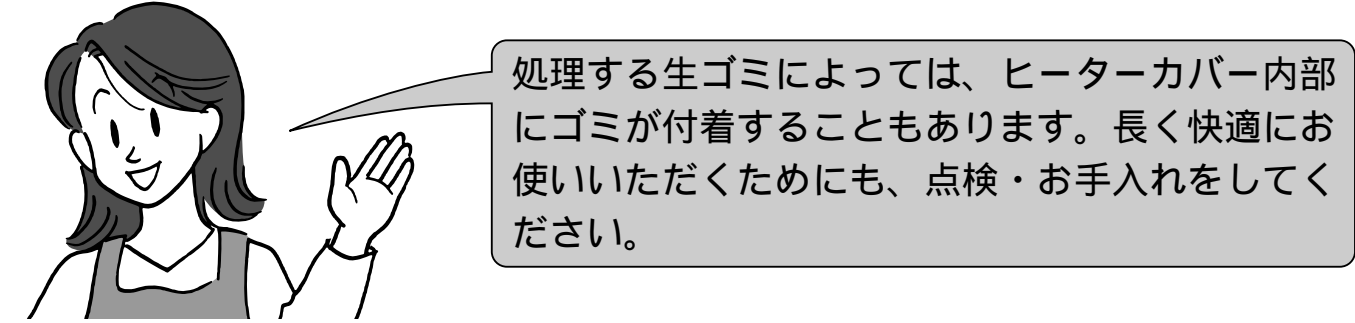 処理する生ゴミによっては、ヒーターカバー内部
にゴミが付着することもあります。長く快適にお
使いいただくためにも、点検・お手入れをしてく
ださい。